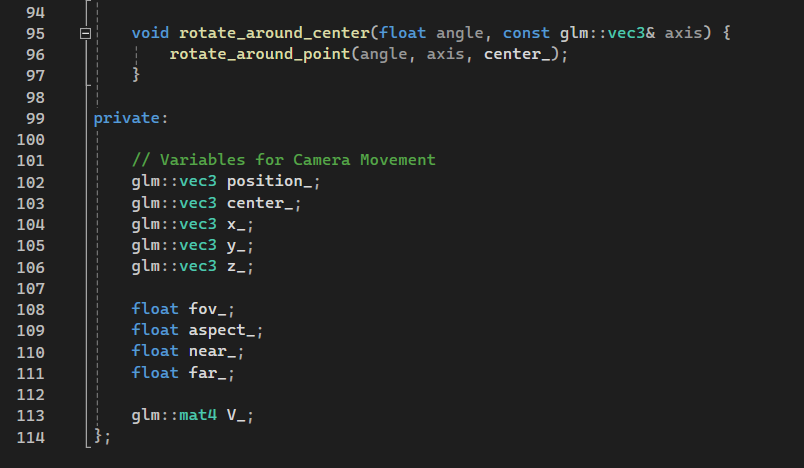 94
95 void rotate_around_center(float angle, const glm::vec3& axis) {
96 rotate_around_point(angle, axis, center_);
97 }
98
99 private:
100
101 // Variables for Camera Movement
102 glm::vec3 position_;
103 glm::vec3 center_;
104 glm::vec3 x_;
105 glm::vec3 y_;
106 glm::vec3 z_;
107
108 float fov_;
109 float aspect_;
110 float near_;
111 float far_;
112
113 glm::mat4 V_;
114 };